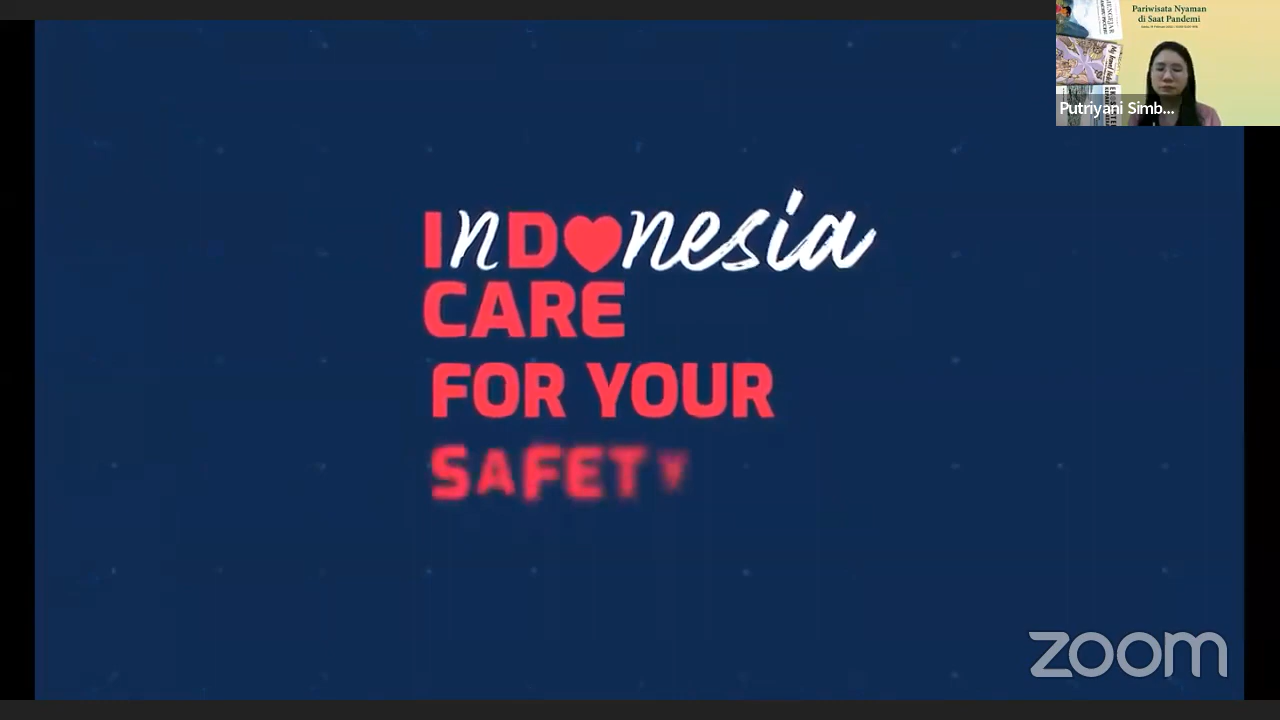 Pariwisata Nyaman
di Saat Pandemi
Putriyani Simb...
INDONesia
CARE
FOR YOUR
SAFETY
zoom